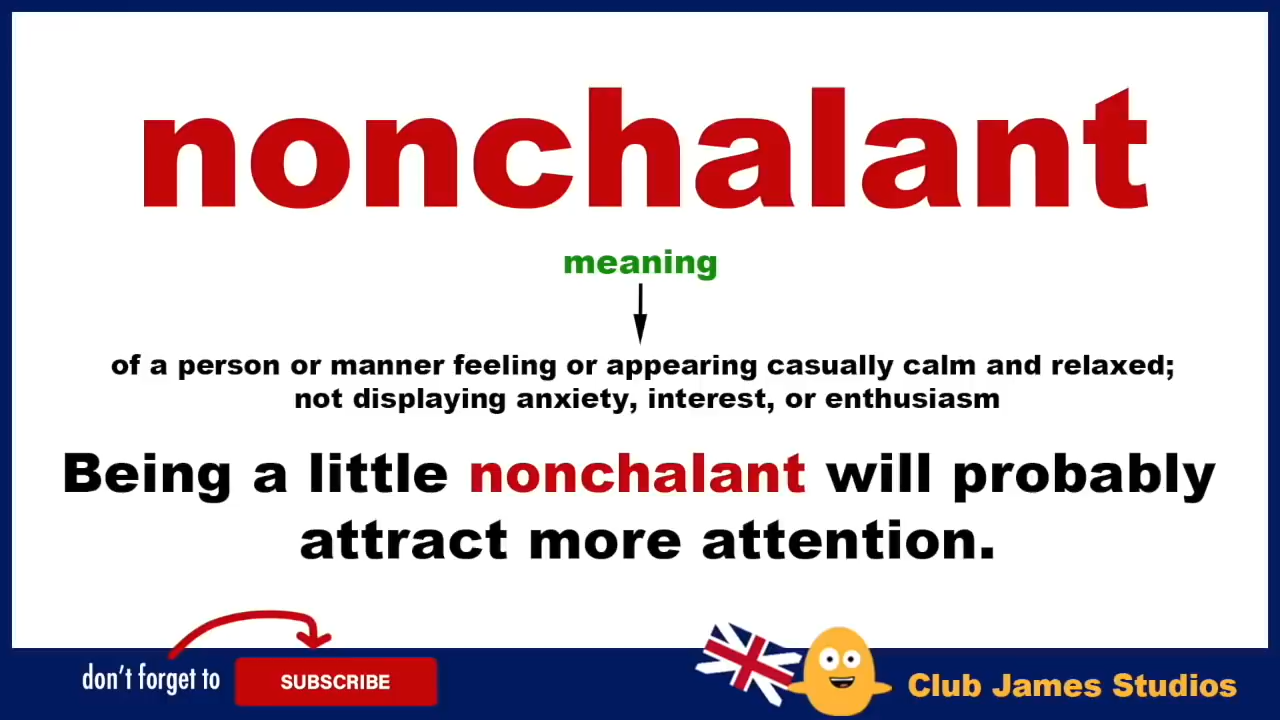 nonchalant
meaning
of a person or manner feeling or appearing casually calm and relaxed;
not displaying anxiety, interest, or enthusiasm
Being a little nonchalant will probably
attract more attention.
don't forget to
SUBSCRIBE
Club James Studios